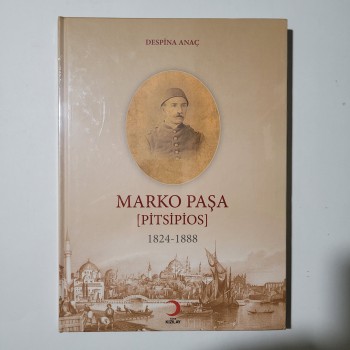 DESPİNA ANAÇ
MARKO PAŞA
[PİTSİPİOS]
1824-1888